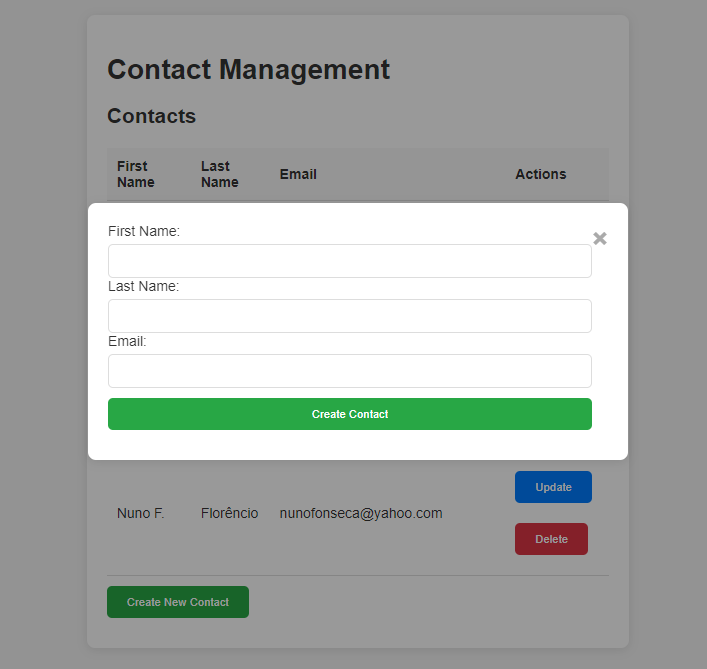 Contact Management
Contacts
First Name
Last Name
Email
Actions
First Name:
Last Name:
Email:
Create Contact
Nuno F.
Florêncio
nunofonseca@yahoo.com
Update
Delete
Create New Contact